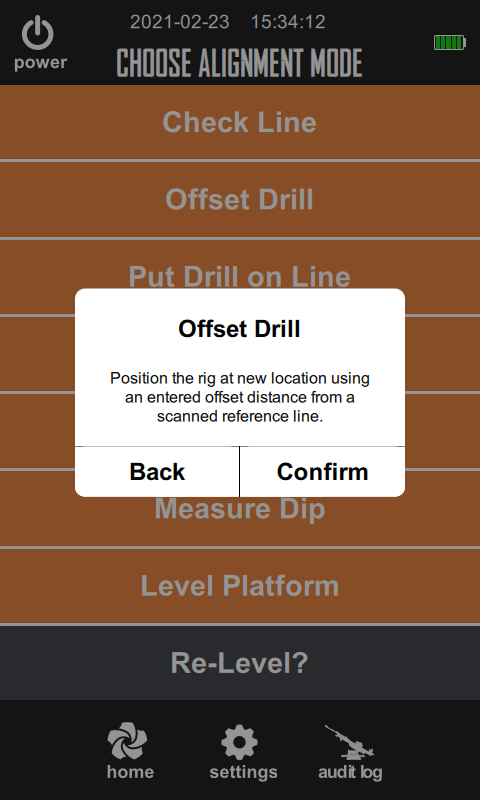 2021-02-23 15:34:12
power
CHOOSE ALIGNMENT MODE
Check Line
Offset Drill
Put Drill on Line
Offset Drill
Position the rig at new location using
an entered offset distance from a
scanned reference line.
Back
Confirm
Measure Dip
Level Platform
Re-Level?
home
settings
audit log